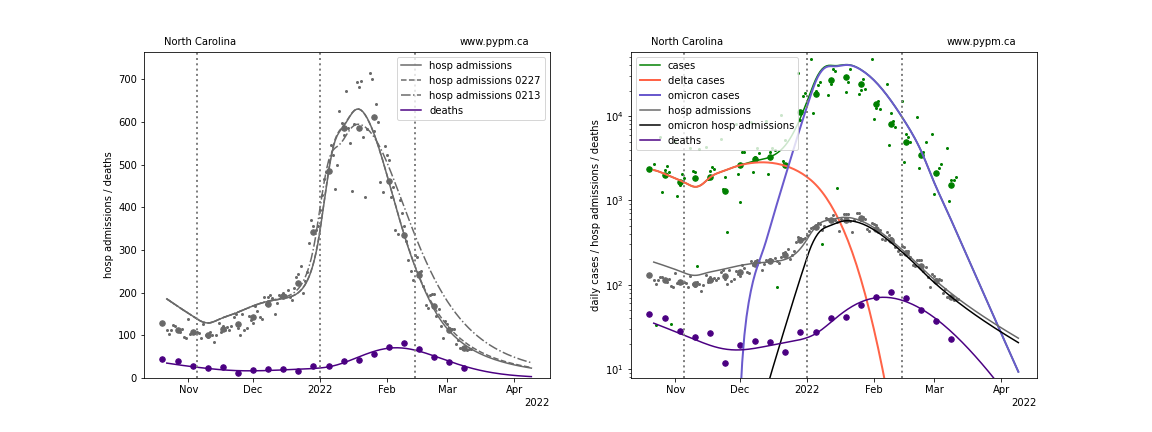 North Carolina
www.pypm.ca
hosp admissions
hosp admissions 0227
hosp admissions 0213
deaths
hosp admissions / deaths
700
600
500
400
300
200
100
0
Nov
Dec
2022
Feb
Mar
Apr
2022
North Carolina
www.pypm.ca
cases
delta cases
omicron cases
hosp admissions
omicron hosp admissions
deaths
daily cases / hosp admissions / deaths
10⁴
10³
10²
10¹
Nov
Dec
2022
Feb
Mar
Apr
2022